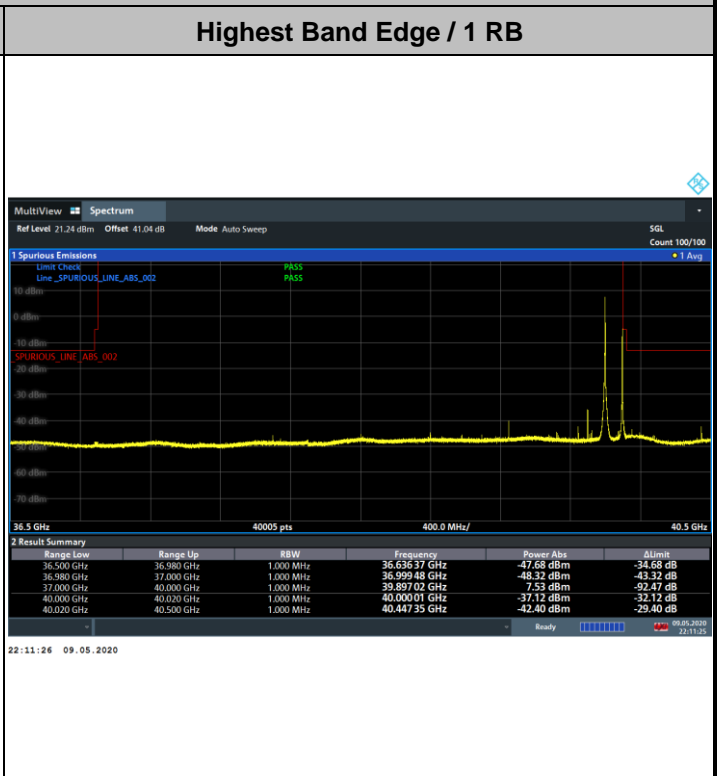 Highest Band Edge / 1 RB
MultiView Spectrum
Ref Level 21.24 dBm Offset 41.04 dB Mode Auto Sweep SGL
Count 100/100
1 Spurious Emissions 1 Avg
Limit Check PASS
Line _SPURIOUS_LINE_ABS_002 PASS
10 dBm
0 dBm
-10 dBm
SPURIOUS_LINE_ABS_002
-20 dBm
-30 dBm
-40 dBm
-50 dBm
-60 dBm
-70 dBm
36.5 GHz 40005 pts 400.0 MHz/ 40.5 GHz
2 Result Summary
Range Low Range Up RBW Frequency Power Abs ΔLimit
36.500 GHz 36.980 GHz 1.000 MHz 36.636 37 GHz -47.68 dBm -34.68 dB
36.980 GHz 37.000 GHz 1.000 MHz 36.999 48 GHz -48.32 dBm -43.32 dB
37.000 GHz 40.000 GHz 1.000 MHz 39.897 02 GHz 7.53 dBm -92.47 dB
40.000 GHz 40.020 GHz 1.000 MHz 40.000 01 GHz -37.12 dBm -32.12 dB
40.020 GHz 40.500 GHz 1.000 MHz 40.447 35 GHz -42.40 dBm -29.40 dB
Ready 09.05.2020
22:11:25
22:11:26 09.05.2020